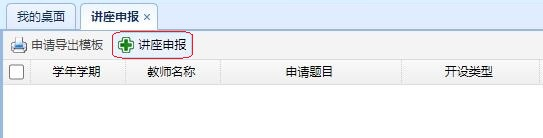 我的桌面 讲座申报 ×
申请导出模板 讲座申报
学年学期 教师名称 申请题目 开设类型